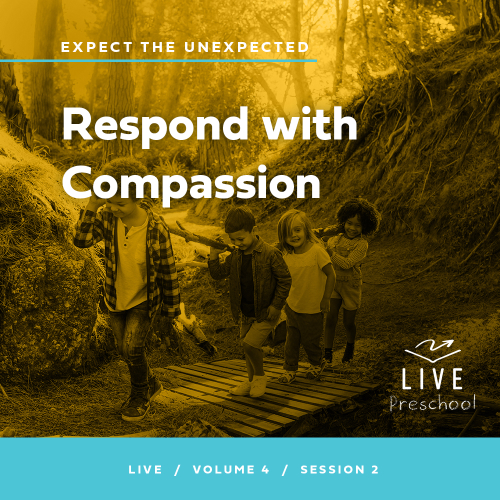 EXPECT THE UNEXPECTED
Respond with
Compassion
LIVE
Preschool
LIVE / VOLUME 4 / SESSION 2